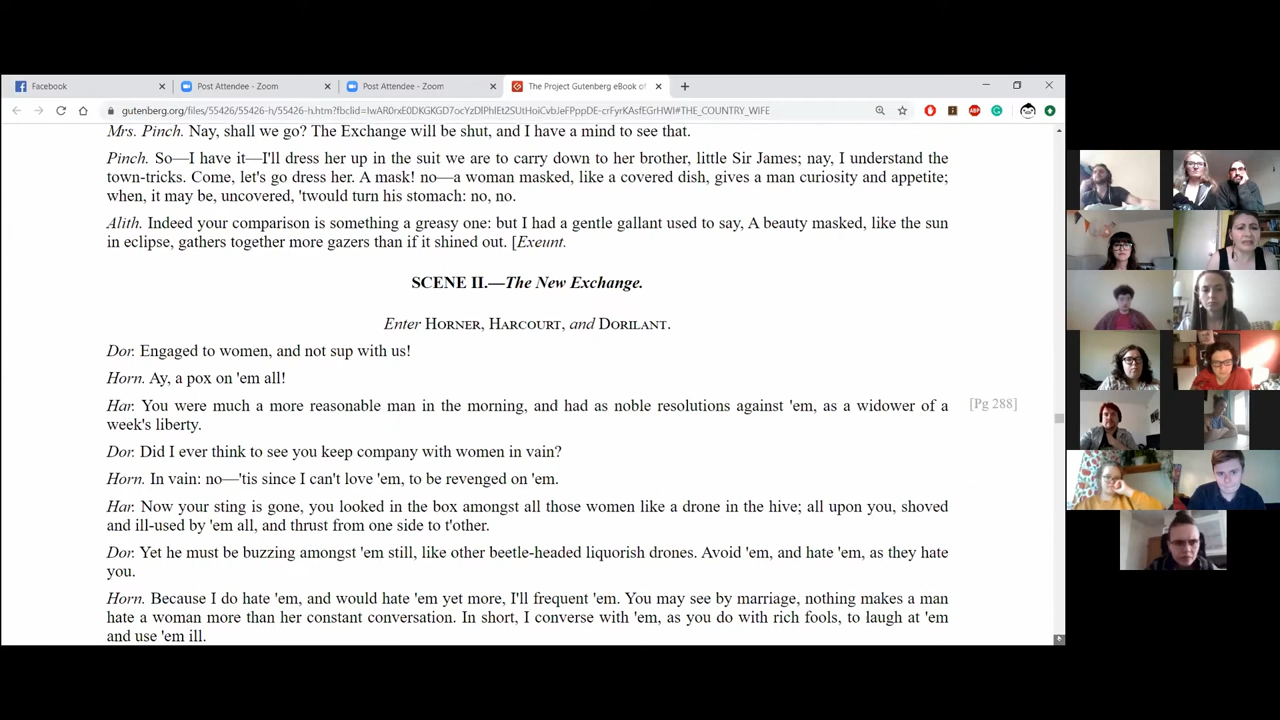 Facebook
Post Attendee - Zoom
Post Attendee - Zoom
The Project Gutenberg eBook of
gutenberg.org/files/55426/55426-h/55426-h.htm?fbclid=IwAR0rxE0DKGKGD7ocYzDlPhlEt2SUtHoiCvbJeFPppDE-crFyrKAsfEGrHWI#THE_COUNTRY_WIFE
ABP
Mrs. Pinch. Nay, shall we go? The Exchange will be shut, and I have a mind to see that.
Pinch. So—I have it—I'll dress her up in the suit we are to carry down to her brother, little Sir James; nay, I understand the
town-tricks. Come, let's go dress her. A mask! no—a woman masked, like a covered dish, gives a man curiosity and appetite;
when, it may be, uncovered, 'twould turn his stomach: no, no.
Alith. Indeed your comparison is something a greasy one: but I had a gentle gallant used to say, A beauty masked, like the sun
in eclipse, gathers together more gazers than if it shined out. [Exeunt.
SCENE II.—The New Exchange.
Enter HORNER, HARCOURT, and DORILANT.
Dor. Engaged to women, and not sup with us!
Horn. Ay, a pox on 'em all!
Har. You were much a more reasonable man in the morning, and had as noble resolutions against 'em, as a widower of a
week's liberty.
[Pg 288]
Dor. Did I ever think to see you keep company with women in vain?
Horn. In vain: no—'tis since I can't love 'em, to be revenged on 'em.
Har. Now your sting is gone, you looked in the box amongst all those women like a drone in the hive; all upon you, shoved
and ill-used by 'em all, and thrust from one side to t'other.
Dor. Yet he must be buzzing amongst 'em still, like other beetle-headed liquorish drones. Avoid 'em, and hate 'em, as they hate
you.
Horn. Because I do hate 'em, and would hate 'em yet more, I'll frequent 'em. You may see by marriage, nothing makes a man
hate a woman more than her constant conversation. In short, I converse with 'em, as you do with rich fools, to laugh at 'em
and use 'em ill.